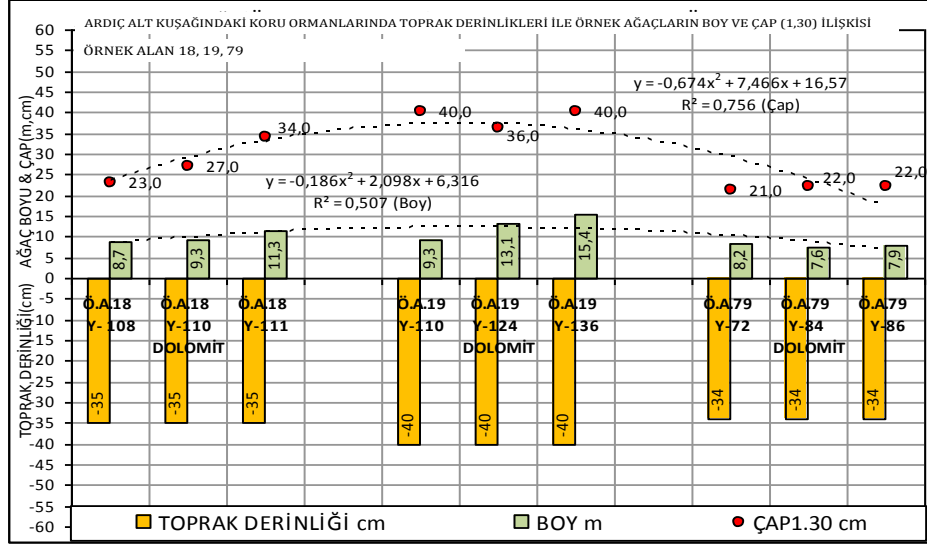 ARDIÇ ALT KUŞAĞINDAKİ KORU ORMANLARINDA TOPRAK DERİNLİKLERİ İLE ÖRNEK AĞAÇLARIN BOY VE ÇAP (1,30) İLİŞKİSİ
ÖRNEK ALAN 18, 19, 79
AĞAÇ BOYU & ÇAPI(m,cm)
TOPRAK DERİNLİĞİ(cm)
60
55
50
45
40
35
30
25
20
15
10
5
0
-5
-10
-15
-20
-25
-30
-35
-40
-45
-50
-55
-60
y = -0,674x² + 7,466x + 16,57
R² = 0,756 (Çap)
23,0 27,0 34,0 40,0 36,0 40,0 21,0 22,0 22,0
y = -0,186x² + 2,098x + 6,316
R² = 0,507 (Boy)
8,7 9,3 11,3 9,3 13,1 15,4 8,2 7,6 7,9
Ö.A.18 Ö.A.18 Ö.A.18 Ö.A.19 Ö.A.19 Ö.A.19 Ö.A.79 Ö.A.79 Ö.A.79
Y- 108 Y-110 Y-111 Y-110 Y-124 Y-136 Y-72 Y-84 Y-86
DOLOMİT DOLOMİT DOLOMİT
-35 -35 -35 -40 -40 -40 -34 -34 -34
TOPRAK DERİNLİĞİ cm BOY m ÇAP1.30 cm